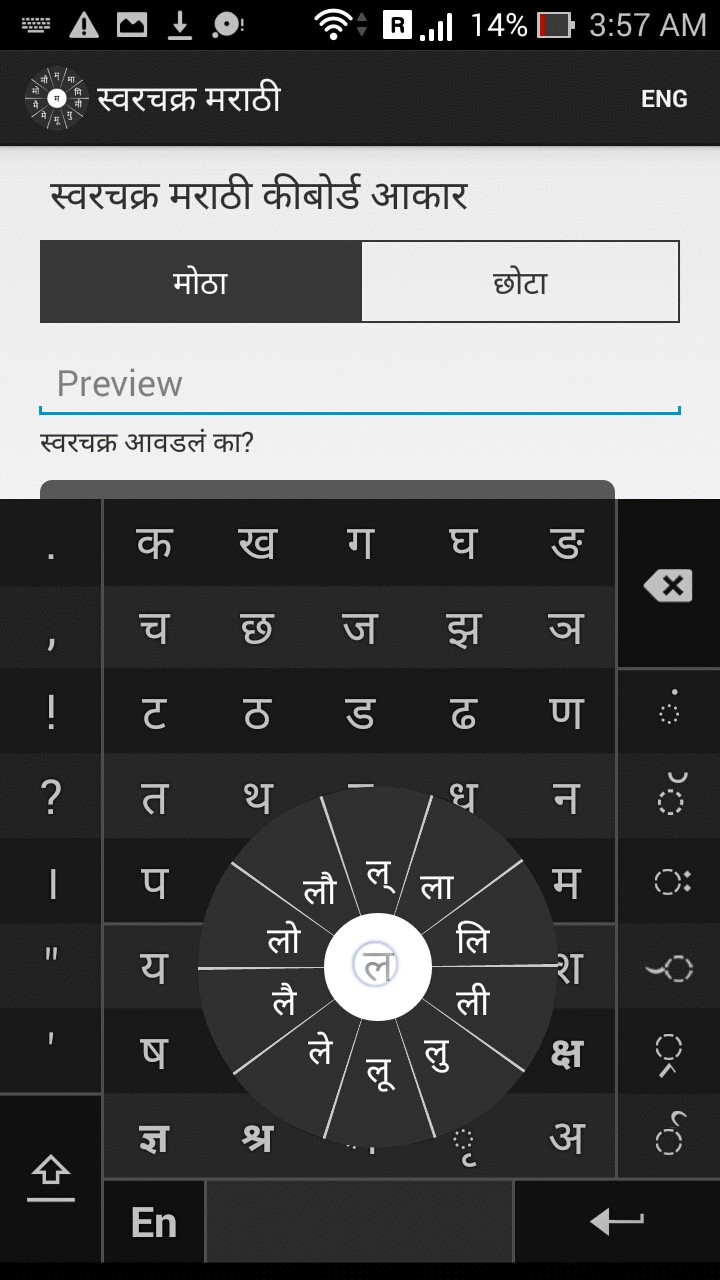 14% 3:57 AM
स्वरचक्र मराठी ENG
स्वरचक्र मराठी कीबोर्ड आकार
मोठा छोटा
Preview
स्वरचक्र आवडलं का?
. क ख ग घ ङ
, च छ ज झ ञ
! ट ठ ड ढ ण
? त थ ध न
। प म
" य श
' ष क्ष
ज्ञ श्र अ
ल् ला लि ली लु लू ले लै लो लौ
ल
En